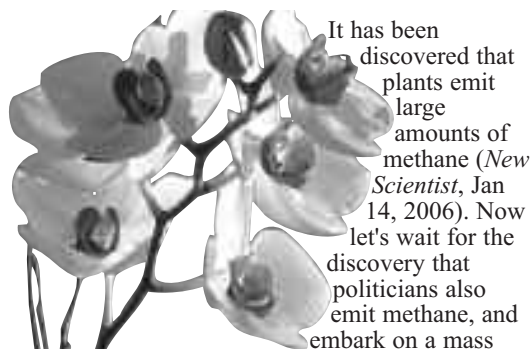 It has been
discovered that
plants emit
large
amounts of
methane (New
Scientist, Jan
14, 2006). Now
let's wait for the
discovery that
politicians also
emit methane, and
embark on a mass